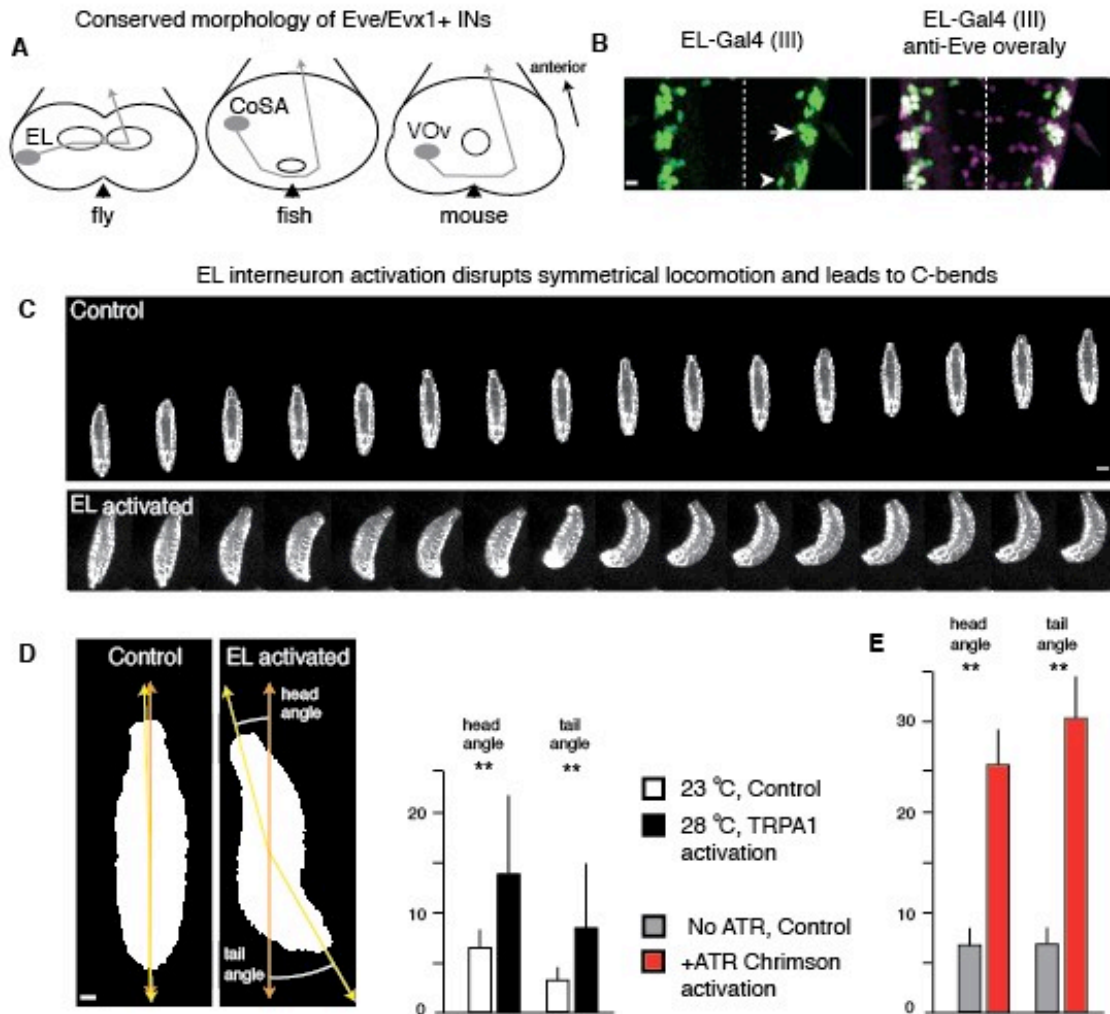 Conserved morphology of Eve/Evx1+ INs
A
EL
fly
CoSA
fish
VOv
mouse
anterior
B
EL-Gal4 (III)
EL-Gal4 (III)
anti-Eve overaly
EL interneuron activation disrupts symmetrical locomotion and leads to C-bends
C
Control
EL activated
D
Control
EL activated
head
angle
tail
angle
head
angle
**
tail
angle
**
20
10
0
23 °C, Control
28 °C, TRPA1
activation
No ATR, Control
+ATR Chrimson
activation
E
head
angle
**
tail
angle
**
30
20
10
0